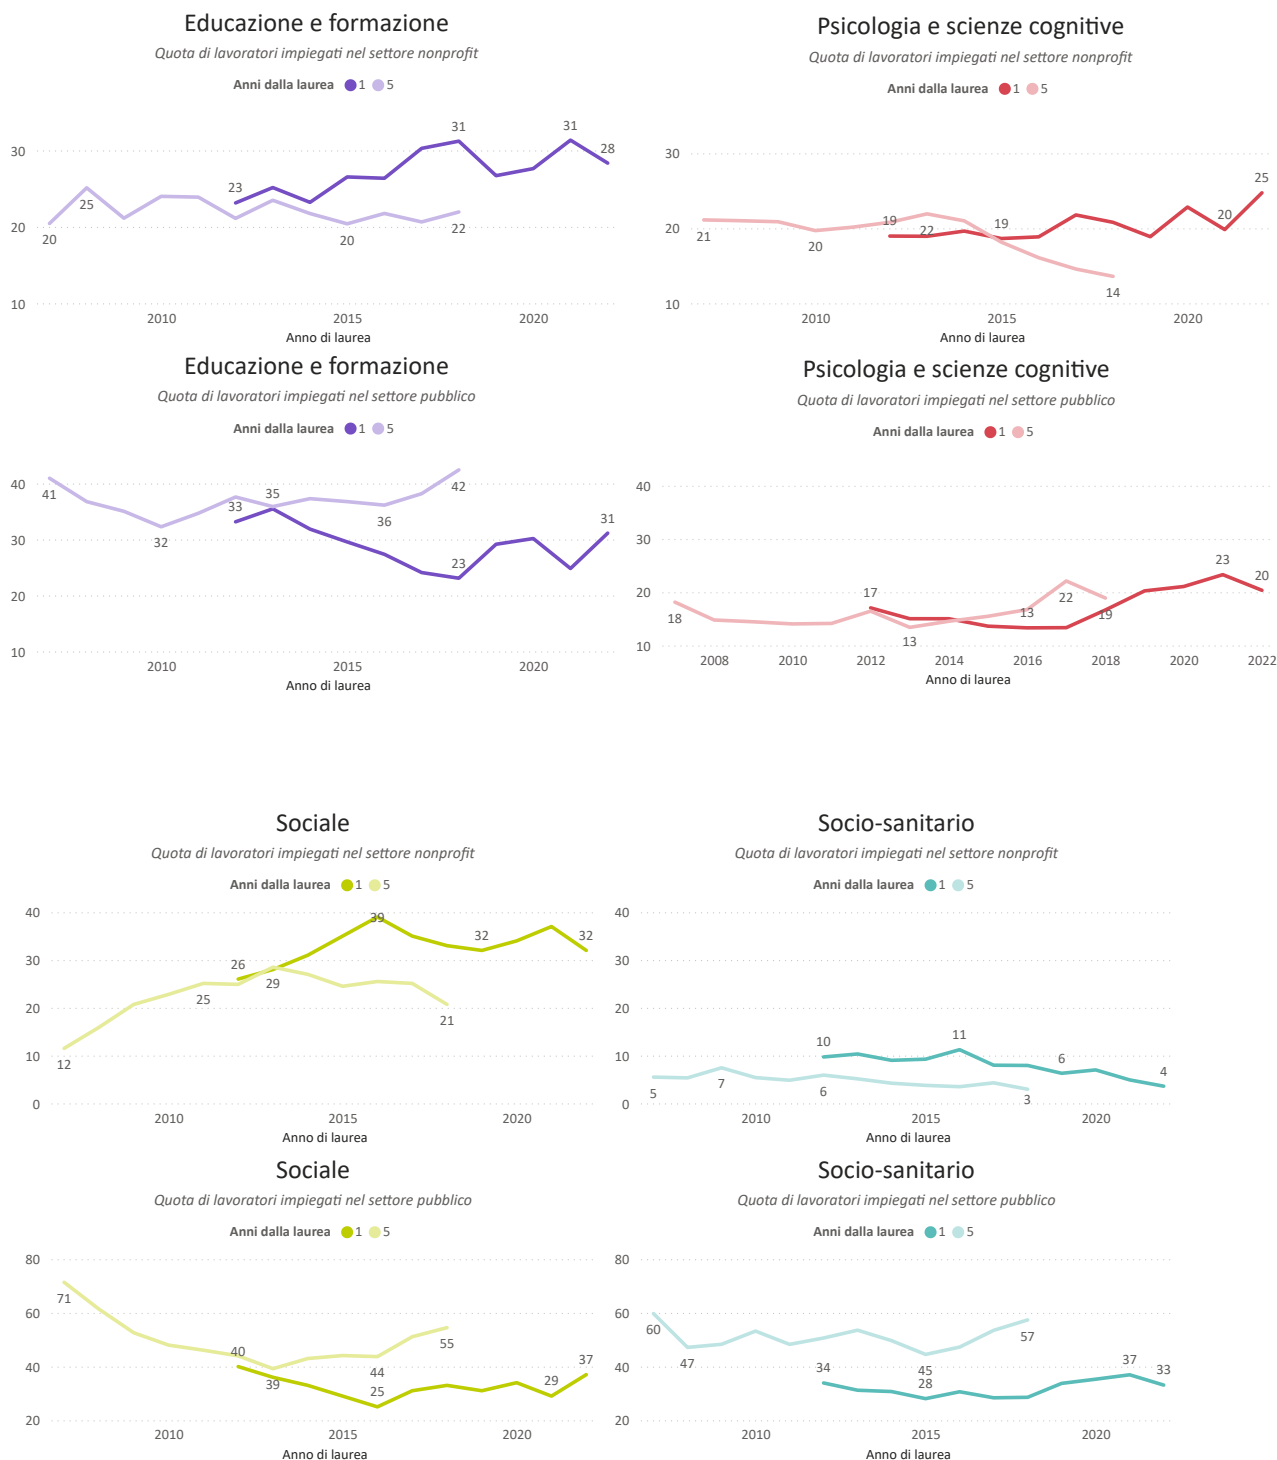 Educazione e formazione
Quota di lavoratori impiegati nel settore nonprofit
Anni dalla laurea 1 5
31 31
30 28
23
25
20 20 20 22
10
2010 2015 2020
Anno di laurea
Psicologia e scienze cognitive
Quota di lavoratori impiegati nel settore nonprofit
Anni dalla laurea 1 5
30
25
20 21 20 19 22 19 20
14
10
2010 2015 2020
Anno di laurea
Educazione e formazione
Quota di lavoratori impiegati nel settore pubblico
Anni dalla laurea 1 5
40 41 35 42
33 36 31
30 32
23
20
10
2010 2015 2020
Anno di laurea
Psicologia e scienze cognitive
Quota di lavoratori impiegati nel settore pubblico
Anni dalla laurea 1 5
40
30
23
20 17 22 20
18 13 13 19
10
2008 2010 2012 2014 2016 2018 2020 2022
Anno di laurea
Sociale
Quota di lavoratori impiegati nel settore nonprofit
Anni dalla laurea 1 5
40 39
32 32
30 26
25 29
20 21
10 12
0
2010 2015 2020
Anno di laurea
Socio-sanitario
Quota di lavoratori impiegati nel settore nonprofit
Anni dalla laurea 1 5
40
30
20
10 10 11
5 7 6 6 4
0 3
2010 2015 2020
Anno di laurea
Sociale
Quota di lavoratori impiegati nel settore pubblico
Anni dalla laurea 1 5
80
71
60
40 40 44 55 37
39 25 29
20
2010 2015 2020
Anno di laurea
Socio-sanitario
Quota di lavoratori impiegati nel settore pubblico
Anni dalla laurea 1 5
80
60 60 57
47 45
40 34 28 37 33
20
2010 2015 2020
Anno di laurea